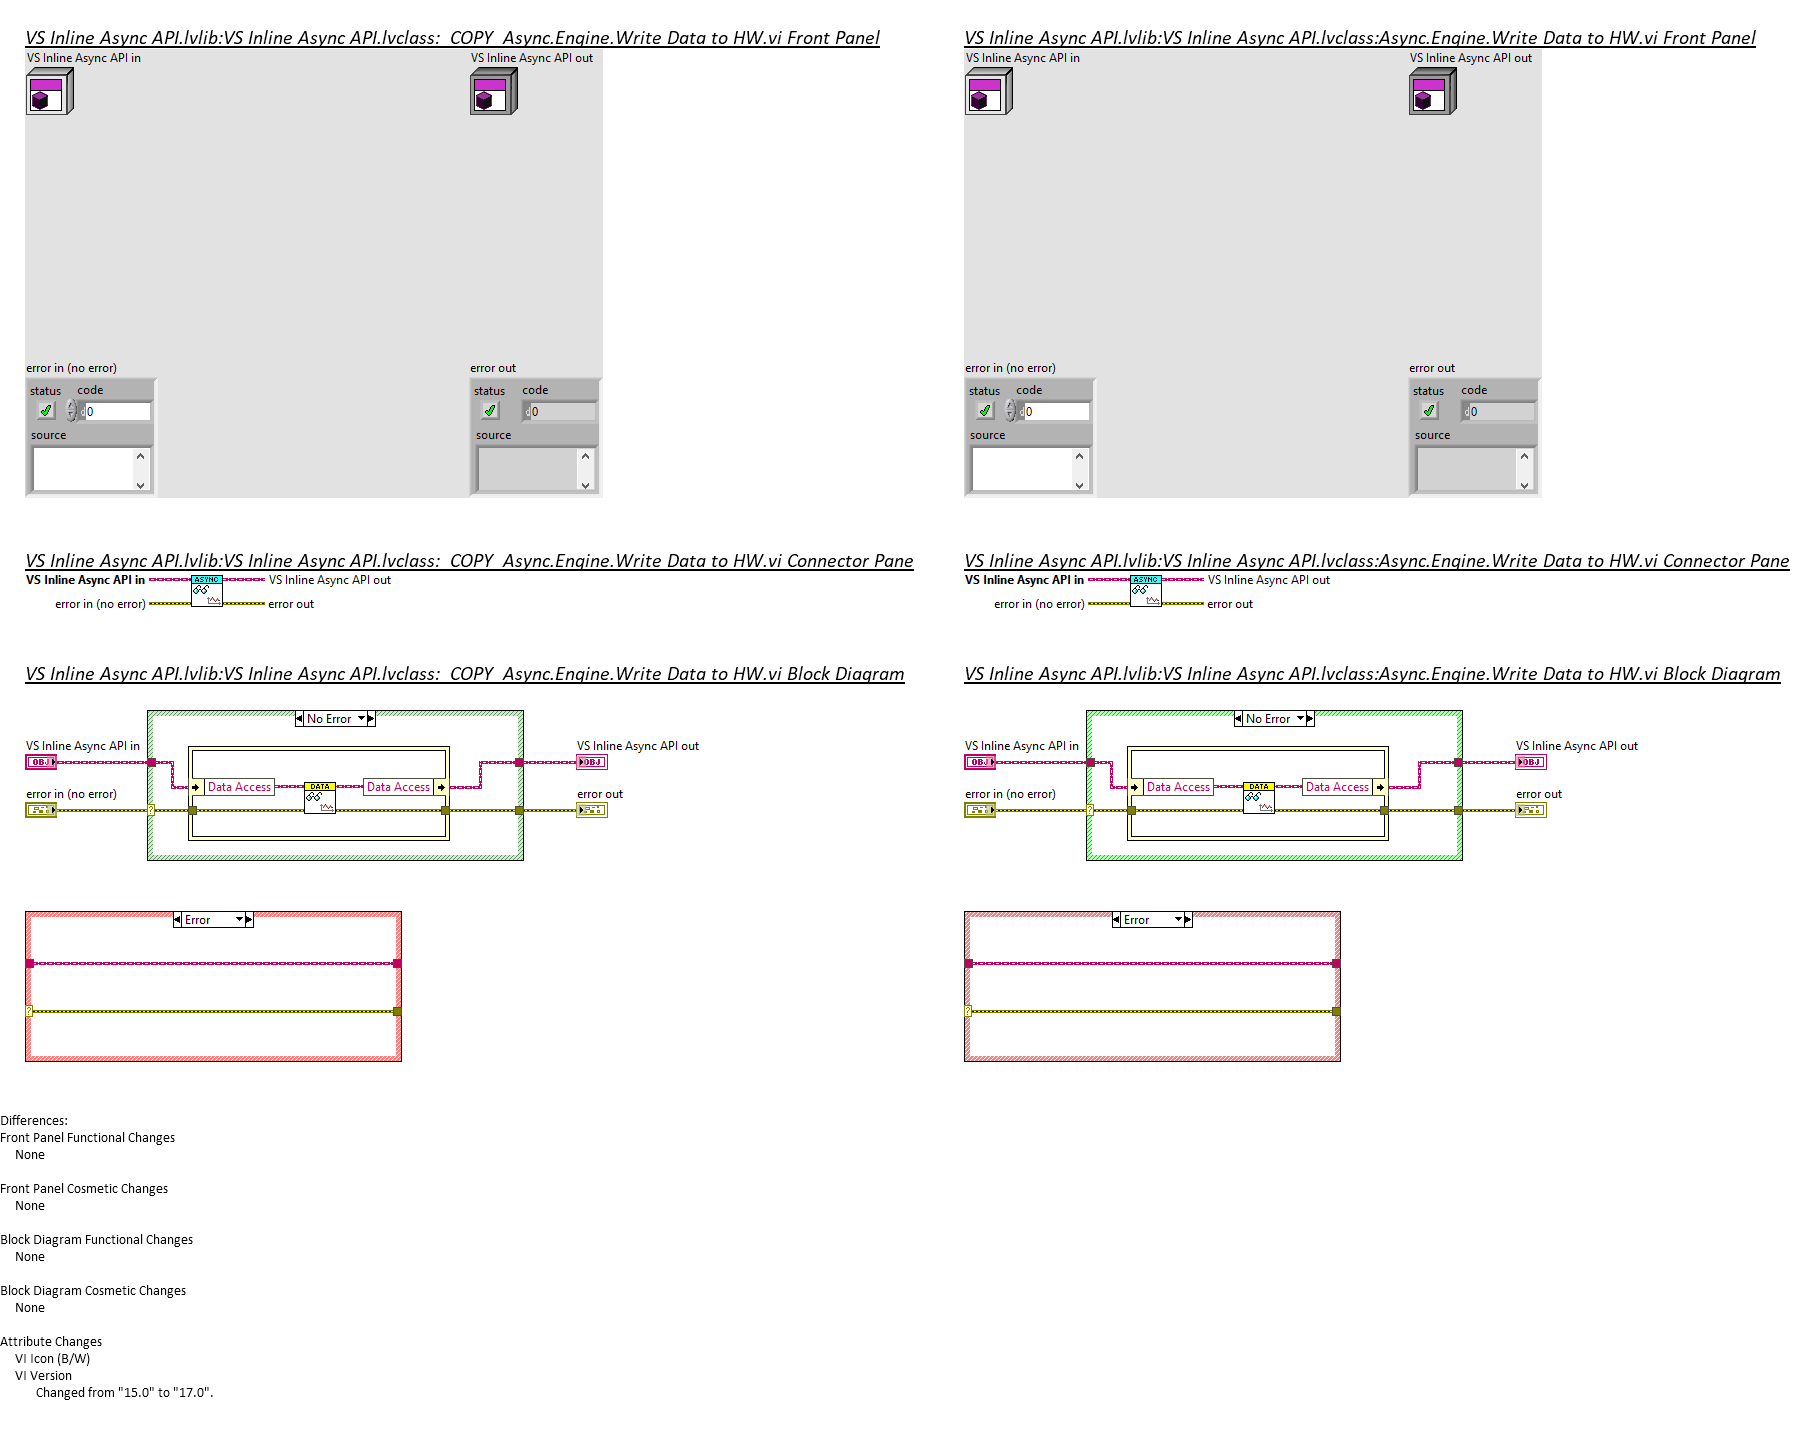 VS Inline Async API.lvlib:VS Inline Async API.lvclass:_COPY_Async.Engine.Write Data to HW.vi Front Panel
VS Inline Async API in
VS Inline Async API out
error in (no error)
status
code
d 0
source
error out
status
code
d 0
source
VS Inline Async API.lvlib:VS Inline Async API.lvclass:Async.Engine.Write Data to HW.vi Front Panel
VS Inline Async API in
VS Inline Async API out
error in (no error)
status
code
d 0
source
error out
status
code
d 0
source
VS Inline Async API.lvlib:VS Inline Async API.lvclass:_COPY_Async.Engine.Write Data to HW.vi Connector Pane
VS Inline Async API in
ASYNC
VS Inline Async API out
error in (no error)
error out
VS Inline Async API.lvlib:VS Inline Async API.lvclass:Async.Engine.Write Data to HW.vi Connector Pane
VS Inline Async API in
ASYNC
VS Inline Async API out
error in (no error)
error out
VS Inline Async API.lvlib:VS Inline Async API.lvclass:_COPY_Async.Engine.Write Data to HW.vi Block Diagram
No Error
VS Inline Async API in
OBJ
Data Access
DATA
Data Access
VS Inline Async API out
OBJ
error in (no error)
?
error out
Error
?
VS Inline Async API.lvlib:VS Inline Async API.lvclass:Async.Engine.Write Data to HW.vi Block Diagram
No Error
VS Inline Async API in
OBJ
Data Access
DATA
Data Access
VS Inline Async API out
OBJ
error in (no error)
?
error out
Error
?
Differences:
Front Panel Functional Changes
None
Front Panel Cosmetic Changes
None
Block Diagram Functional Changes
None
Block Diagram Cosmetic Changes
None
Attribute Changes
VI Icon (B/W)
VI Version
Changed from "15.0" to "17.0".